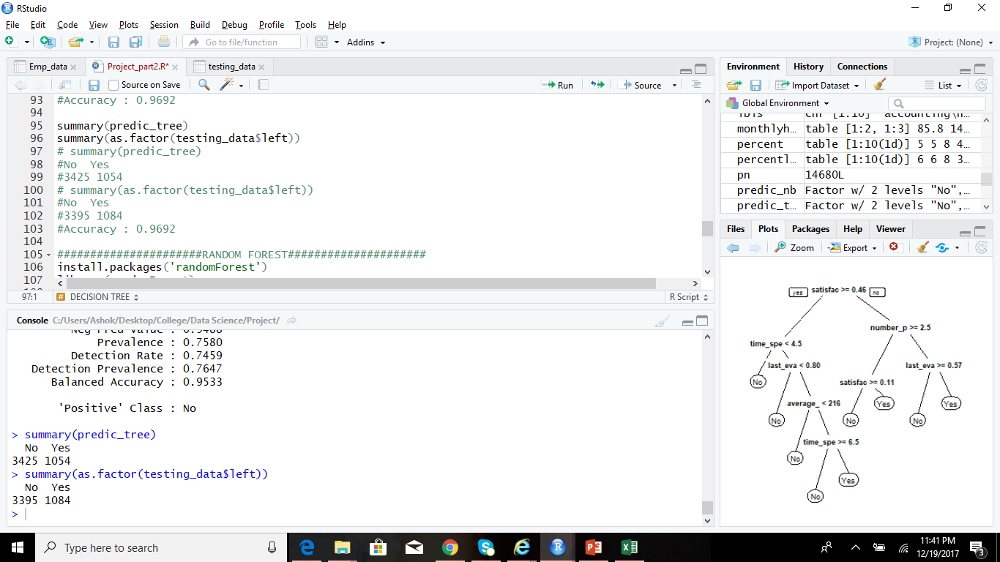 RStudio
File Edit Code View Plots Session Build Debug Profile Tools Help
Go to file/function Addins Project: (None)
Emp_data Project_part2.R* testing_data
Source on Save Run Source
93 #Accuracy : 0.9692
94
95 summary(predic_tree)
96 summary(as.factor(testing_data$left))
97 # summary(predic_tree)
98 #No Yes
99 #3425 1054
100 # summary(as.factor(testing_data$left))
101 #No Yes
102 #3395 1084
103 #Accuracy : 0.9692
104
105 ######################RANDOM FOREST#####################
106 install.packages('randomForest')
107
97:1 DECISION TREE R Script
Console C:/Users/Ashok/Desktop/College/Data Science/Project/
Neg Pred Value : 0.9488
Prevalence : 0.7580
Detection Rate : 0.7459
Detection Prevalence : 0.7647
Balanced Accuracy : 0.9533
'Positive' Class : No
> summary(predic_tree)
No Yes
3425 1054
> summary(as.factor(testing_data$left))
No Yes
3395 1084
>
Environment History Connections
Import Dataset List
Global Environment
monthlyh… table [1:2, 1:3] 85.8 14…
percent table [1:10(1d)] 5 5 8 4…
percentl… table [1:10(1d)] 6 6 8 3…
pn 14680L
predic_nb Factor w/ 2 levels "No",…
predic_t… Factor w/ 2 levels "No",…
Files Plots Packages Help Viewer
Zoom Export
yes satisfac >= 0.46 no
number_p >= 2.5
time_spe < 4.5
last_eva < 0.80 last_eva >= 0.57
No satisfac >= 0.11
average_ < 216 Yes Yes
No No No
time_spe >= 6.5
No
Yes
No
Type here to search
11:41 PM
12/19/2017
3